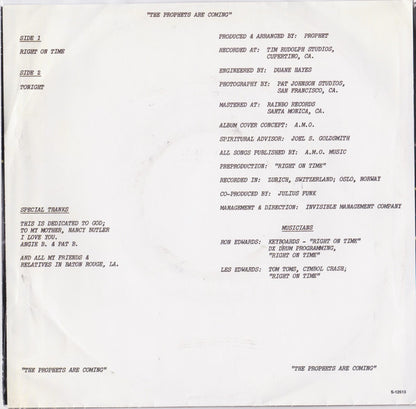 "THE PROPHETS ARE COMING"
SIDE 1
RIGHT ON TIME
SIDE 2
TONIGHT
SPECIAL THANKS
THIS IS DEDICATED TO GOD;
TO MY MOTHER, NANCY BUTLER
I LOVE YOU.
ANGIE B. & PAT B.
AND ALL MY FRIENDS &
RELATIVES IN BATON ROUGE, LA.
PRODUCED & ARRANGED BY: PROPHET
RECORDED AT: TIM RUDOLPH STUDIOS,
CUPERTINO, CA.
ENGINEERED BY: DUANE HAYES
PHOTOGRAPHY BY: PAT JOHNSON STUDIOS,
SAN FRANCISCO, CA.
MASTERED AT: RAINBO RECORDS
SANTA MONICA, CA.
ALBUM COVER CONCEPT: A.M.O.
SPIRITURAL ADVISOR: JOEL S. GOLDSMITH
ALL SONGS PUBLISHED BY: A.M.O. MUSIC
PREPRODUCTION: "RIGHT ON TIME"
RECORDED IN: ZURICH, SWITZERLAND; OSLO, NORWAY
CO-PRODUCED BY: JULIUS FUNK
MANAGEMENT & DIRECTION: INVISIBLE MANAGEMENT COMPANY
MUSICIANS
RON EDWARDS: KEYBOARDS - "RIGHT ON TIME"
DX DRUM PROGRAMMING,
"RIGHT ON TIME"
LES EDWARDS: TOM TOMS, CYMBOL CRASH;
"RIGHT ON TIME"
"THE PROPHETS ARE COMING"
"THE PROPHETS ARE COMING"